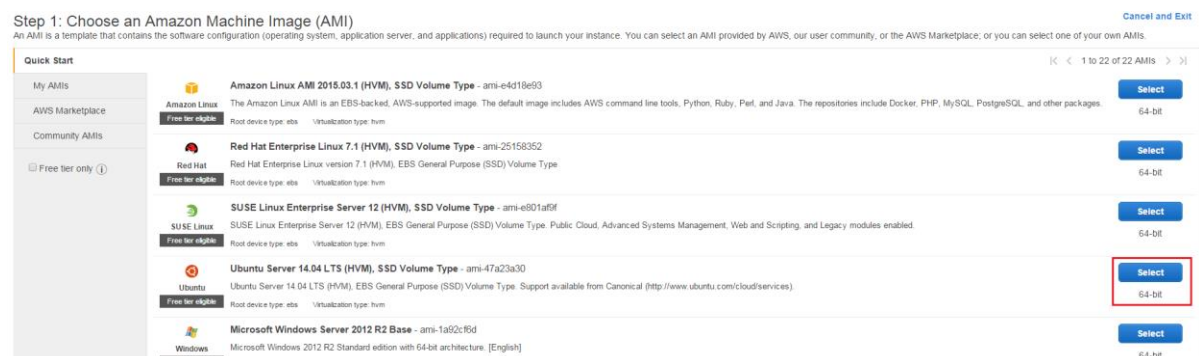 Step 1: Choose an Amazon Machine Image (AMI)
Cancel and Exit
An AMI is a template that contains the software configuration (operating system, application server, and applications) required to launch your instance. You can select an AMI provided by AWS, our user community, or the AWS Marketplace; or you can select one of your own AMIs.
Quick Start
1 to 22 of 22 AMIs
My AMIs
AWS Marketplace
Community AMIs
Free tier only
Amazon Linux
Free tier eligible
Amazon Linux AMI 2015.03.1 (HVM), SSD Volume Type - ami-e4d18e93
The Amazon Linux AMI is an EBS-backed, AWS-supported image. The default image includes AWS command line tools, Python, Ruby, Perl, and Java. The repositories include Docker, PHP, MySQL, PostgreSQL, and other packages.
Root device type: ebs Virtualization type: hvm
Select
64-bit
Red Hat
Free tier eligible
Red Hat Enterprise Linux 7.1 (HVM), SSD Volume Type - ami-25158352
Red Hat Enterprise Linux version 7.1 (HVM), EBS General Purpose (SSD) Volume Type
Root device type: ebs Virtualization type: hvm
Select
64-bit
SUSE Linux
Free tier eligible
SUSE Linux Enterprise Server 12 (HVM), SSD Volume Type - ami-e801af9f
SUSE Linux Enterprise Server 12 (HVM), EBS General Purpose (SSD) Volume Type. Public Cloud, Advanced Systems Management, Web and Scripting, and Legacy modules enabled.
Root device type: ebs Virtualization type: hvm
Select
64-bit
Ubuntu
Free tier eligible
Ubuntu Server 14.04 LTS (HVM), SSD Volume Type - ami-47a23a30
Ubuntu Server 14.04 LTS (HVM), EBS General Purpose (SSD) Volume Type. Support available from Canonical (http://www.ubuntu.com/cloud/services).
Root device type: ebs Virtualization type: hvm
Select
64-bit
Windows
Microsoft Windows Server 2012 R2 Base - ami-1a92cf6d
Microsoft Windows 2012 R2 Standard edition with 64-bit architecture. [English]
Select
64-bit